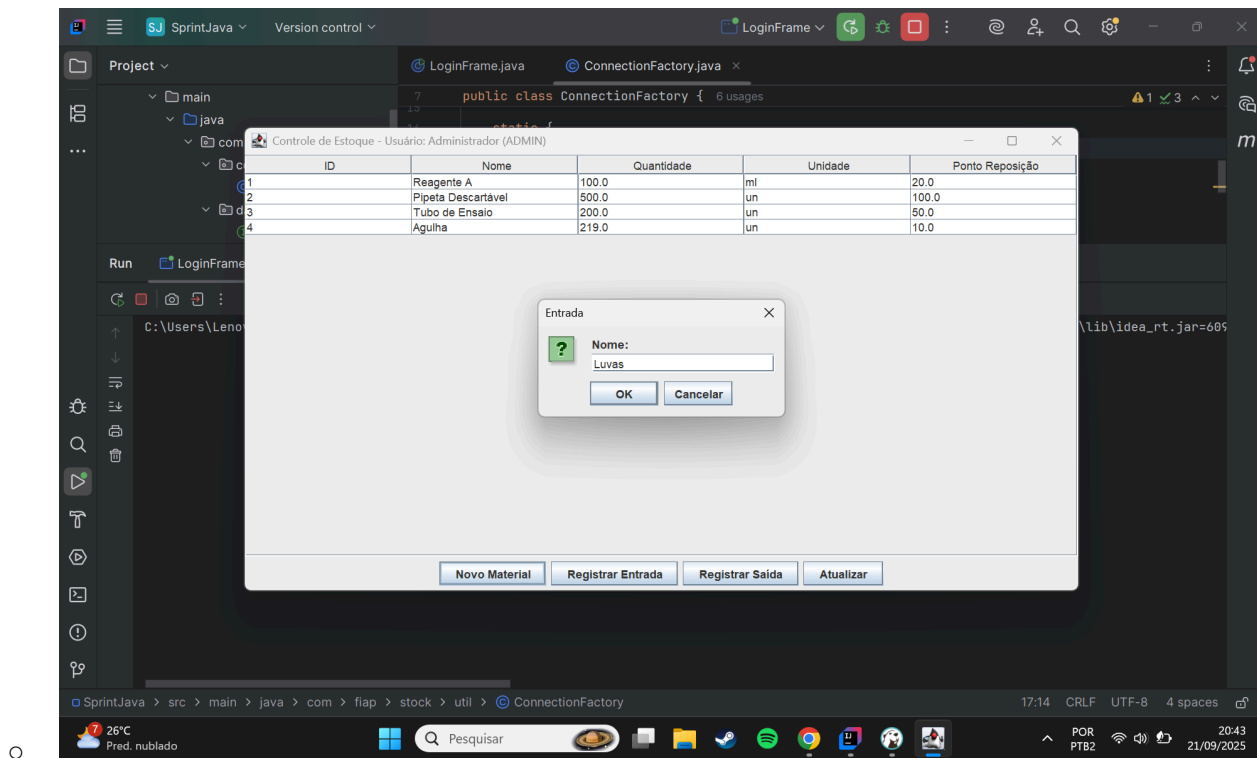 SJ SprintJava Version control LoginFrame
Project LoginFrame.java ConnectionFactory.java
main 7 public class ConnectionFactory { 6 usages 1 3
java
com Controle de Estoque - Usuário: Administrador (ADMIN)
ID Nome Quantidade Unidade Ponto Reposição
1 Reagente A 100.0 ml 20.0
2 Pipeta Descartável 500.0 un 100.0
3 Tubo de Ensaio 200.0 un 50.0
4 Agulha 219.0 un 10.0
Run LoginFrame
Entrada
C:\Users\Leno \lib\idea_rt.jar=609
? Nome:
Luvas
OK Cancelar
Novo Material Registrar Entrada Registrar Saída Atualizar
SprintJava > src > main > java > com > fiap > stock > util > ConnectionFactory 17:14 CRLF UTF-8 4 spaces
7 26°C
Pred. nublado
Pesquisar
POR
PTB2
20:43
21/09/2025